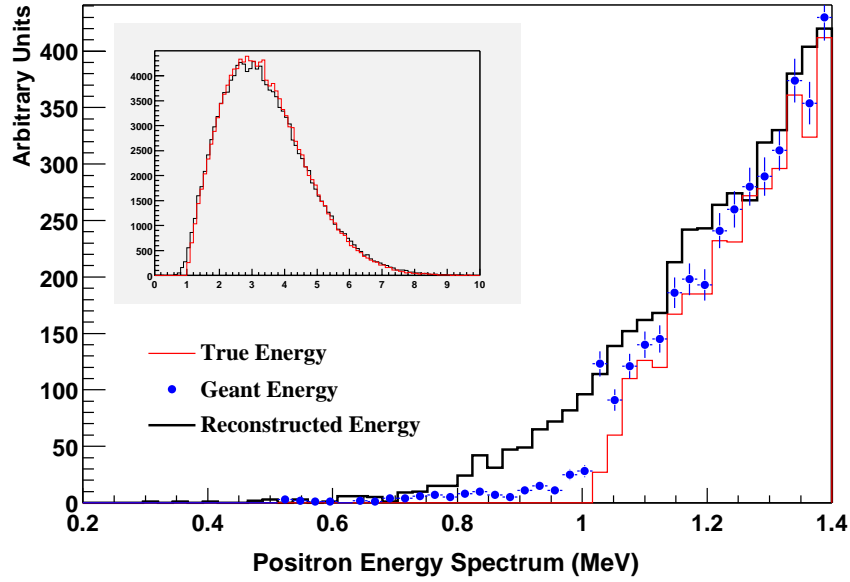 Arbitrary Units
400
350
300
250
200
150
100
50
0
4000
3500
3000
2500
2000
1500
1000
500
0
0 1 2 3 4 5 6 7 8 9 10
True Energy
Geant Energy
Reconstructed Energy
0.2 0.4 0.6 0.8 1 1.2 1.4
Positron Energy Spectrum (MeV)